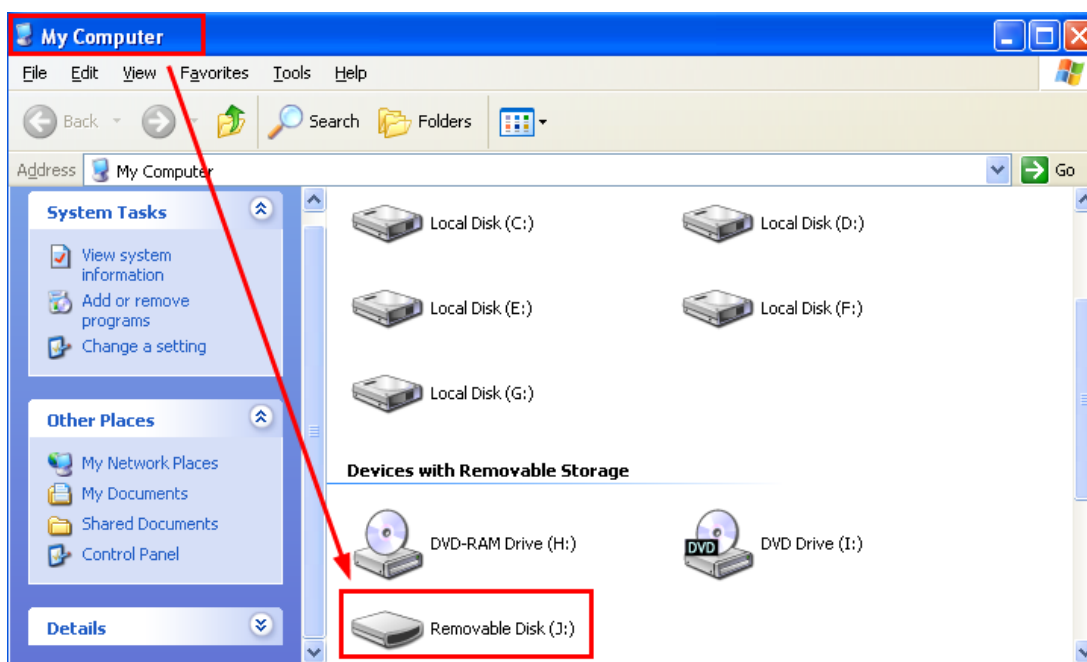 My Computer
File Edit View Favorites Tools Help
Back Search Folders
Address My Computer Go
System Tasks
View system
information
Add or remove
programs
Change a setting
Other Places
My Network Places
My Documents
Shared Documents
Control Panel
Details
Local Disk (C:) Local Disk (D:)
Local Disk (E:) Local Disk (F:)
Local Disk (G:)
Devices with Removable Storage
DVD-RAM Drive (H:) DVD DVD Drive (I:)
Removable Disk (J:)